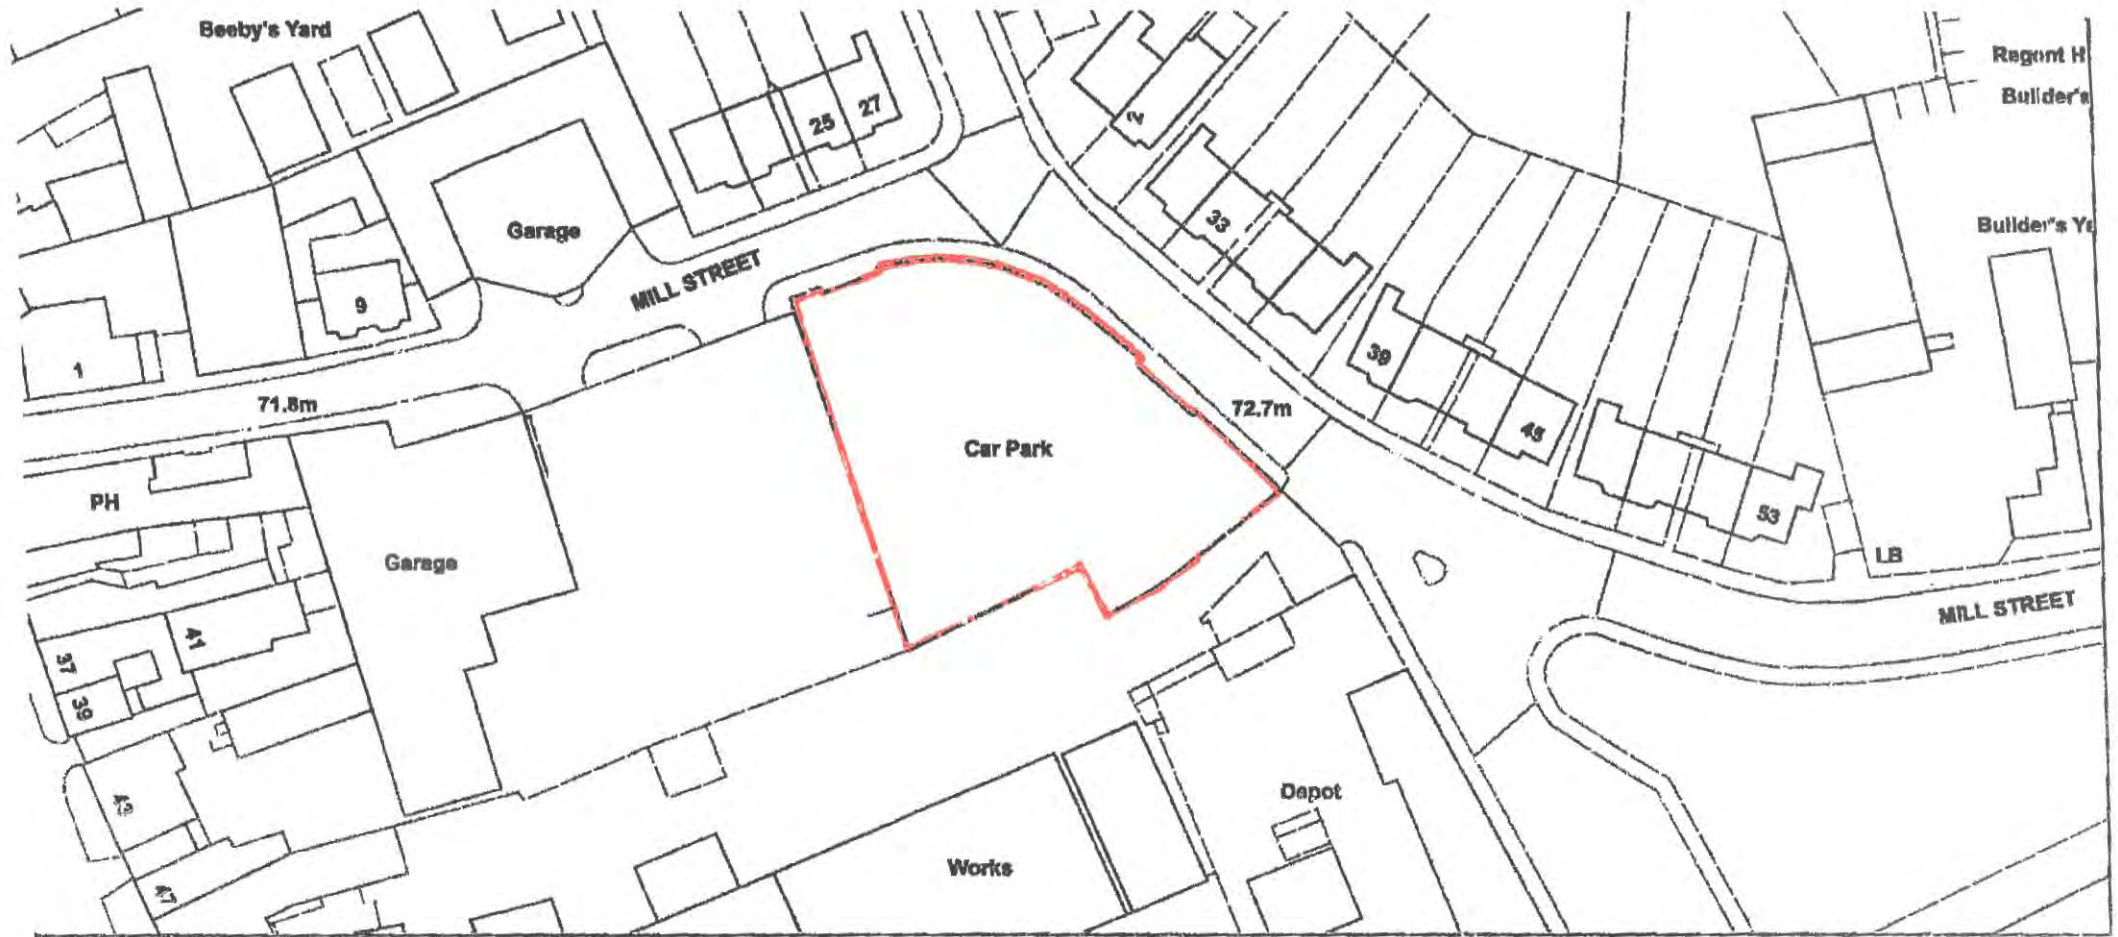 Beeby's Yard
Regent H
Builder's
25
27
2
33
Garage
Builder's Ya
MILL STREET
9
1
39
71.8m
72.7m
45
Car Park
PH
53
LB
Garage
MILL STREET
41
37
39
43
Depot
Works
47